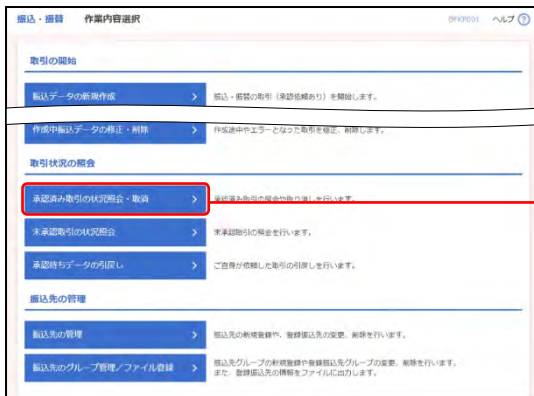 振込・振替 作業内容選択 BFKF001 ヘルプ ?
取引の開始
振込データの新規作成 > 振込・振替の取引（承認依頼あり）を開始します。
作成中振込データの修正・削除 > 作成途中やエラーとなった取引を修正、削除します。
取引状況の照会
承認済み取引の状況照会・取消 > 承認済み取引の照会や取り消しを行います。
未承認取引の状況照会 > 未承認取引の照会を行います。
承認待ちデータの引戻し > ご自身が依頼した取引の引戻しを行います。
振込先の管理
振込先の管理 > 振込先の新規登録や、登録振込先の変更、削除を行います。
振込先のグループ管理／ファイル登録 > 振込先グループの新規登録や登録振込先グループの変更、削除を行います。
また、登録振込先の情報をファイルに出力します。